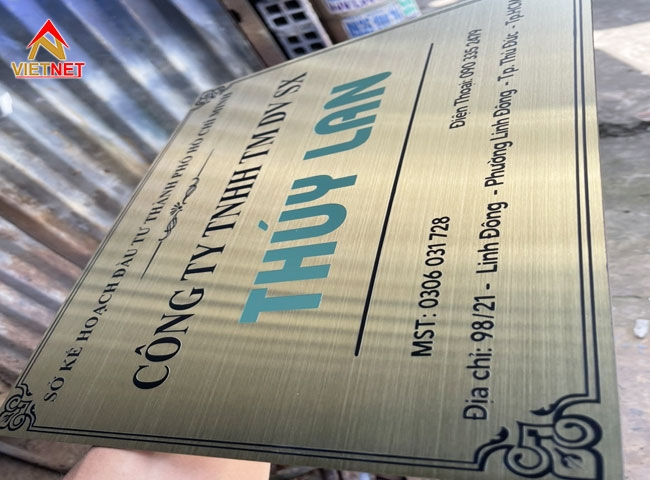 VIETNET
SỞ KẾ HOẠCH ĐẦU TƯ THÀNH PHỐ HỒ CHÍ MINH
CÔNG TY TNHH TM DV SX
THÚY LAN
MST: 0306 031 728
Điện Thoại: 090 335 2479
Địa chỉ: 98/21 - Linh Đông - Phường Linh Đông - Tp. Thủ Đức - Tp.HCM